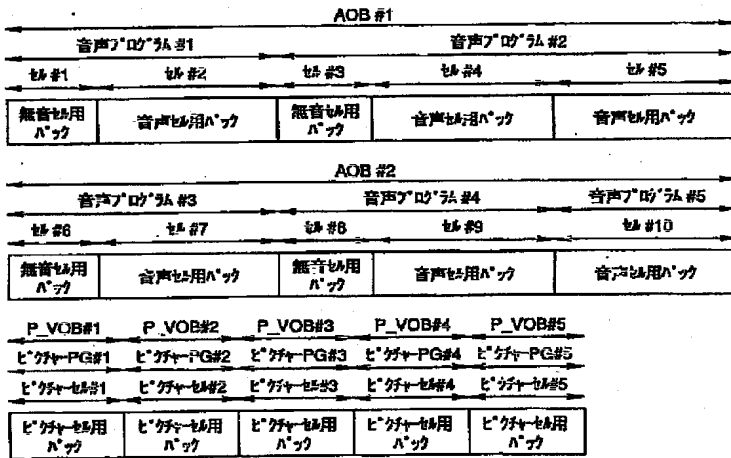 AOB #1
音声プログラム #1 音声プログラム #2
セル #1 セル #2 セル #3 セル #4 セル #5
無音セル用 音声セル用パック 無音セル用 音声セル用パック 音声セル用パック
パック パック
AOB #2
音声プログラム #3 音声プログラム #4 音声プログラム #5
セル #6 セル #7 セル #8 セル #9 セル #10
無音セル用 音声セル用パック 無音セル用 音声セル用パック 音声セル用パック
パック パック
P_VOB#1 P_VOB#2 P_VOB#3 P_VOB#4 P_VOB#5
ピクチャーPG#1 ピクチャーPG#2 ピクチャーPG#3 ピクチャーPG#4 ピクチャーPG#5
ピクチャーセル#1 ピクチャーセル#2 ピクチャーセル#3 ピクチャーセル#4 ピクチャーセル#5
ピクチャーセル用 ピクチャーセル用 ピクチャーセル用 ピクチャーセル用 ピクチャーセル用
パック パック パック パック パック